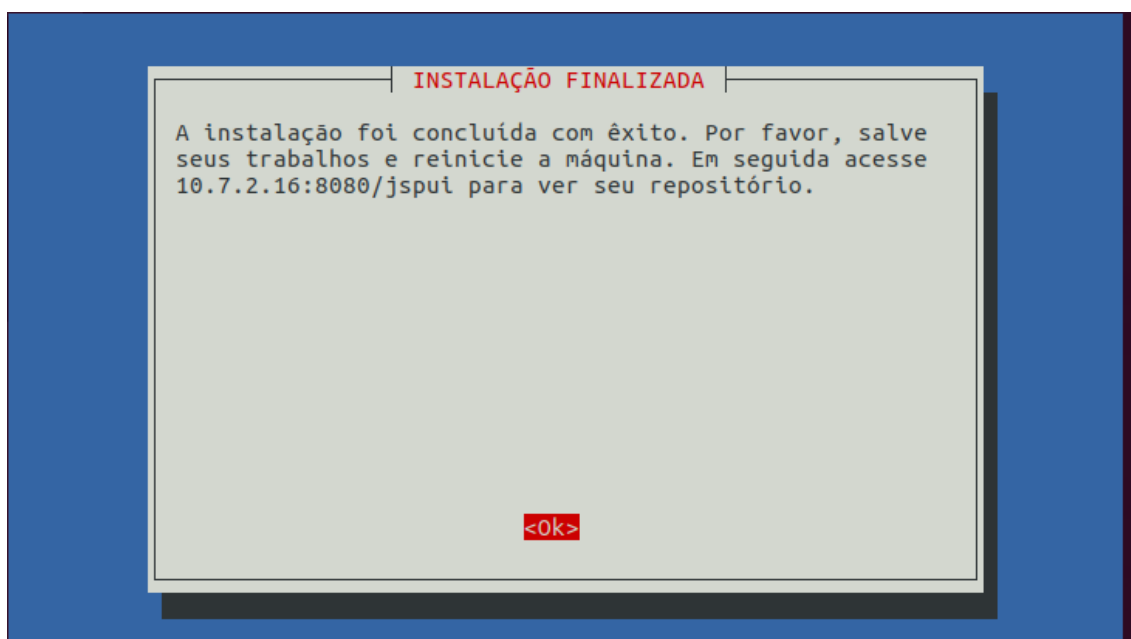 INSTALAÇÃO FINALIZADA
A instalação foi concluída com êxito. Por favor, salve
seus trabalhos e reinicie a máquina. Em seguida acesse
10.7.2.16:8080/jspui para ver seu repositório.
<Ok>